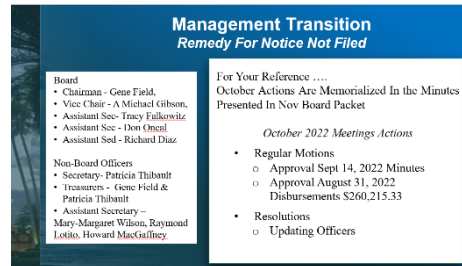 Management Transition
Remedy For Notice Not Filed
Board
• Chairman - Gene Field,
• Vice Chair - A Michael Gibson,
• Assistant Sec- Tracy Falkowitz
• Assistant Sec - Don Oneal
• Assistant Sed - Richard Diaz
Non-Board Officers
• Secretary- Patricia Thibault
• Treasurers - Gene Field &
Patricia Thibault
• Assistant Secretary –
Mary-Margaret Wilson, Raymond
Lotito, Howard MacGaffney
For Your Reference ….
October Actions Are Memorialized In the Minutes
Presented In Nov Board Packet
October 2022 Meetings Actions
• Regular Motions
o Approval Sept 14, 2022 Minutes
o Approval August 31, 2022
Disbursements $260,215.33
• Resolutions
o Updating Officers